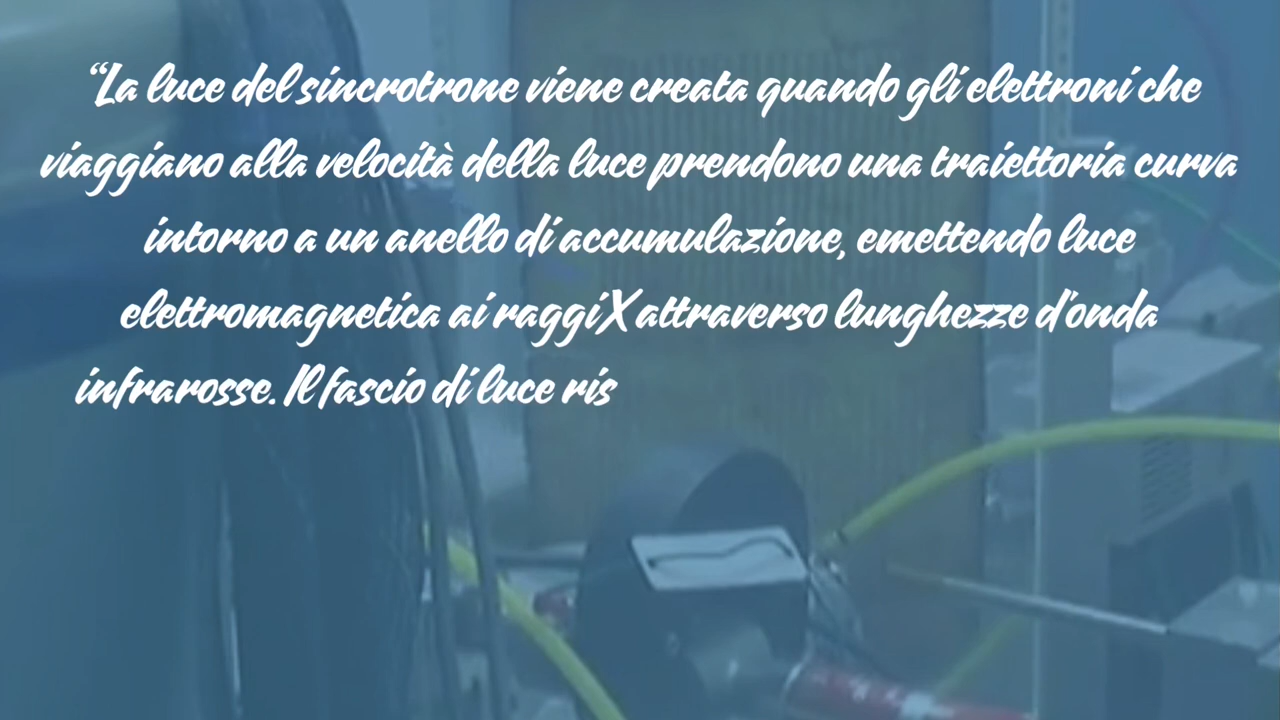 “La luce del sincrotrone viene creata quando gli elettroni che
viaggiano alla velocità della luce prendono una traiettoria curva
intorno a un anello di accumulazione, emettendo luce
elettromagnetica ai raggi X attraverso lunghezze d'onda
infrarosse. Il fascio di luce ris